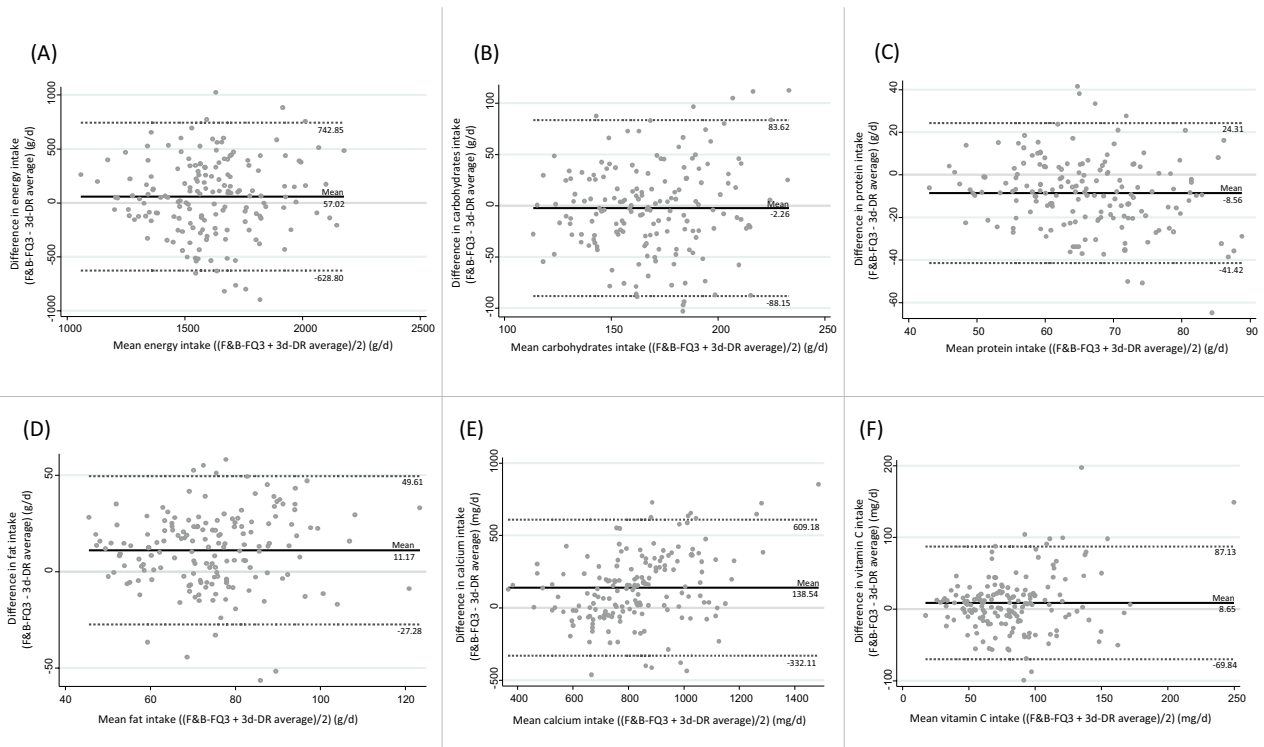 (A)
Difference in energy intake
(F&B-FQ3 - 3d-DR average) (g/d)
1000
500
0
-500
-1000
742.85
Mean
57.02
-628.80
1000
1500
2000
2500
Mean energy intake ((F&B-FQ3 + 3d-DR average)/2) (g/d)
(B)
Difference in carbohydrates intake
(F&B-FQ3 - 3d-DR average) (g/d)
100
50
0
-50
-100
83.62
Mean
-2.26
-88.15
100
150
200
250
Mean carbohydrates intake ((F&B-FQ3 + 3d-DR average)/2) (g/d)
(C)
Difference in protein intake
(F&B-FQ3 - 3d-DR average) (g/d)
40
20
0
-20
-40
-60
24.31
Mean
-8.56
-41.42
40
50
60
70
80
90
Mean protein intake ((F&B-FQ3 + 3d-DR average)/2) (g/d)
(D)
Difference in fat intake
(F&B-FQ3 - 3d-DR average) (g/d)
50
0
-50
49.61
Mean
11.17
-27.28
40
60
80
100
120
Mean fat intake ((F&B-FQ3 + 3d-DR average)/2) (g/d)
(E)
Difference in calcium intake
(F&B-FQ3 - 3d-DR average) (mg/d)
1000
500
0
-500
609.18
Mean
138.54
-332.11
400
600
800
1000
1200
1400
Mean calcium intake ((F&B-FQ3 + 3d-DR average)/2) (mg/d)
(F)
Difference in vitamin C intake
(F&B-FQ3 - 3d-DR average) (mg/d)
200
100
0
-100
87.13
Mean
8.65
-69.84
0
50
100
150
200
250
Mean vitamin C intake ((F&B-FQ3 + 3d-DR average)/2) (mg/d)